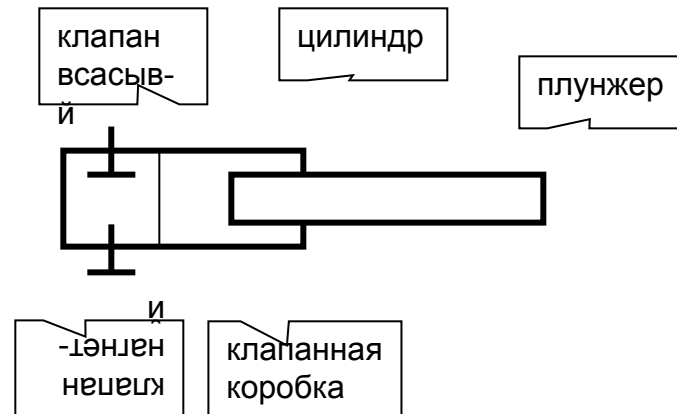 клапан
всасыв-
й
цилиндр
плунжер
клапан
нагнет-
й
клапанная
коробка